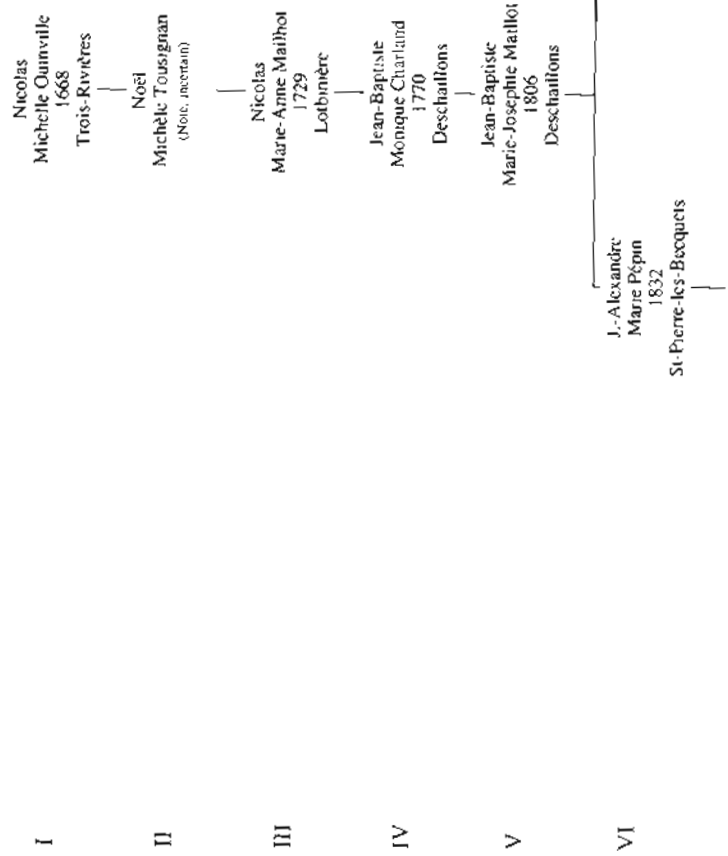 I
Nicolas
Michelle Ouinville
1668
Trois-Rivières
II
Noël
Michèle Tousignan
(Note, incertain)
III
Nicolas
Marie-Anne Mailhot
1729
Lotbinière
IV
Jean-Baptiste
Monique Charland
1770
Deschaillons
V
Jean-Baptiste
Marie-Josephte Maillot
1806
Deschaillons
VI
J.-Alexandre
Marie Pépin
1832
St-Pierre-les-Becquets